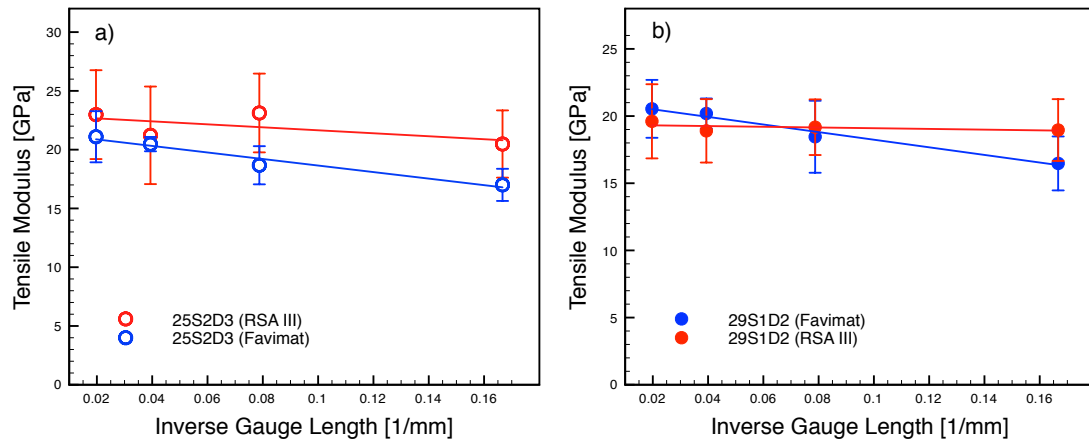 a)
Tensile Modulus [GPa]
30
25
20
15
10
5
0
25S2D3 (RSA III)
25S2D3 (Favimat)
0.02 0.04 0.06 0.08 0.1 0.12 0.14 0.16
Inverse Gauge Length [1/mm]
b)
Tensile Modulus [GPa]
25
20
15
10
5
0
29S1D2 (Favimat)
29S1D2 (RSA III)
0.02 0.04 0.06 0.08 0.1 0.12 0.14 0.16
Inverse Gauge Length [1/mm]